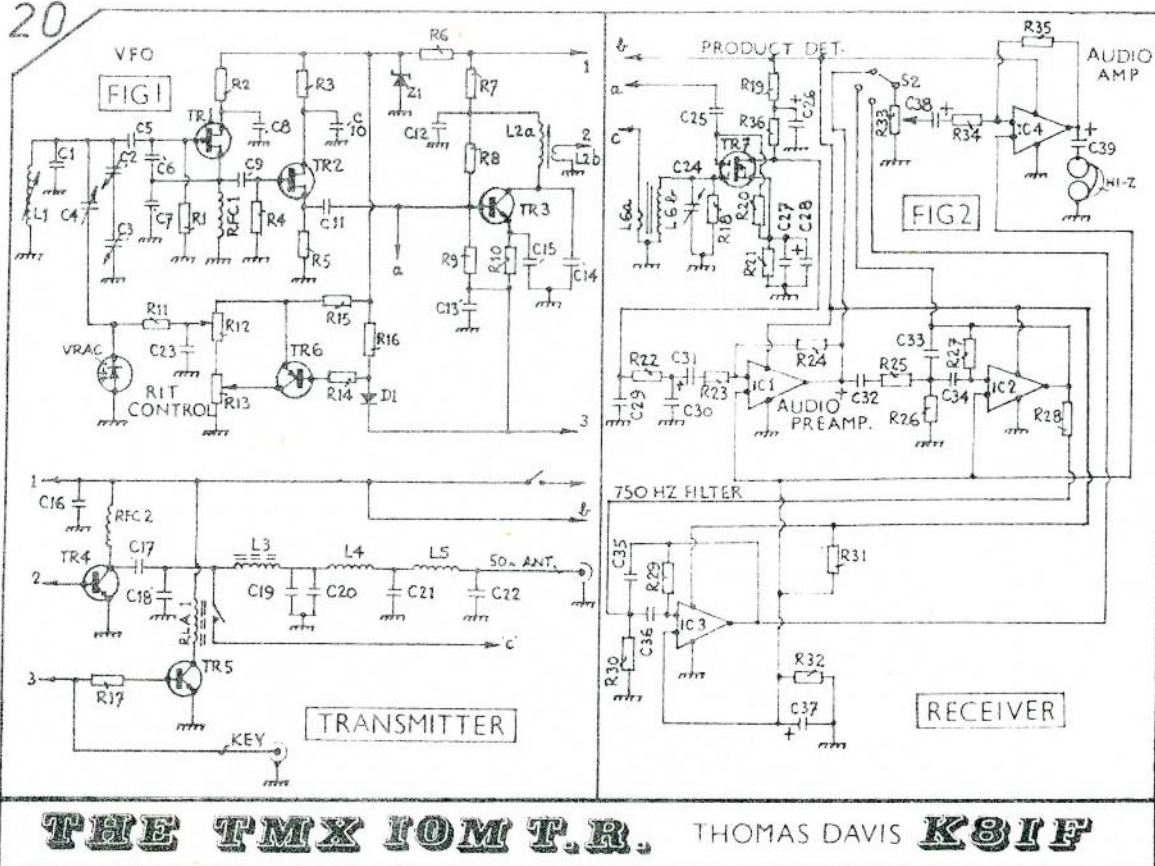 20
VFO
FIG 1
R2
R3
R6
Z1
1
R7
C5
TR1
C8
C10
C12
L2a
2
L2b
C1
C2
C6
C9
TR2
R8
TR3
L1
C4
C7
R1
RFC1
R4
C11
C3
R5
a
R9
R10
C15
C14
C13
R11
R12
R15
R16
VRAC
C23
TR6
RIT
CONTROL
R13
R14
D1
3
1
C16
RFC2
b
TR4
C17
L3
L4
L5
50Ω ANT.
2
C18
C19
C20
C21
C22
RLA 1
'c'
3
R17
TR5
TRANSMITTER
KEY
b
PRODUCT DET.
R35
AUDIO
AMP
a
R19
C26
S2
C38
R33
R34
IC4
C39
c
C25
R36
TR7
HI-Z
L6a
L6b
C24
R18
R20
C27
C28
FIG 2
R21
R22
C31
R23
R24
C33
R27
C29
C30
IC1
C32
R25
C34
IC2
AUDIO
PREAMP.
R26
R28
750 HZ FILTER
C35
R29
R31
C36
IC3
R30
R32
C37
RECEIVER
THE TMX 10M T.R. THOMAS DAVIS K8IF